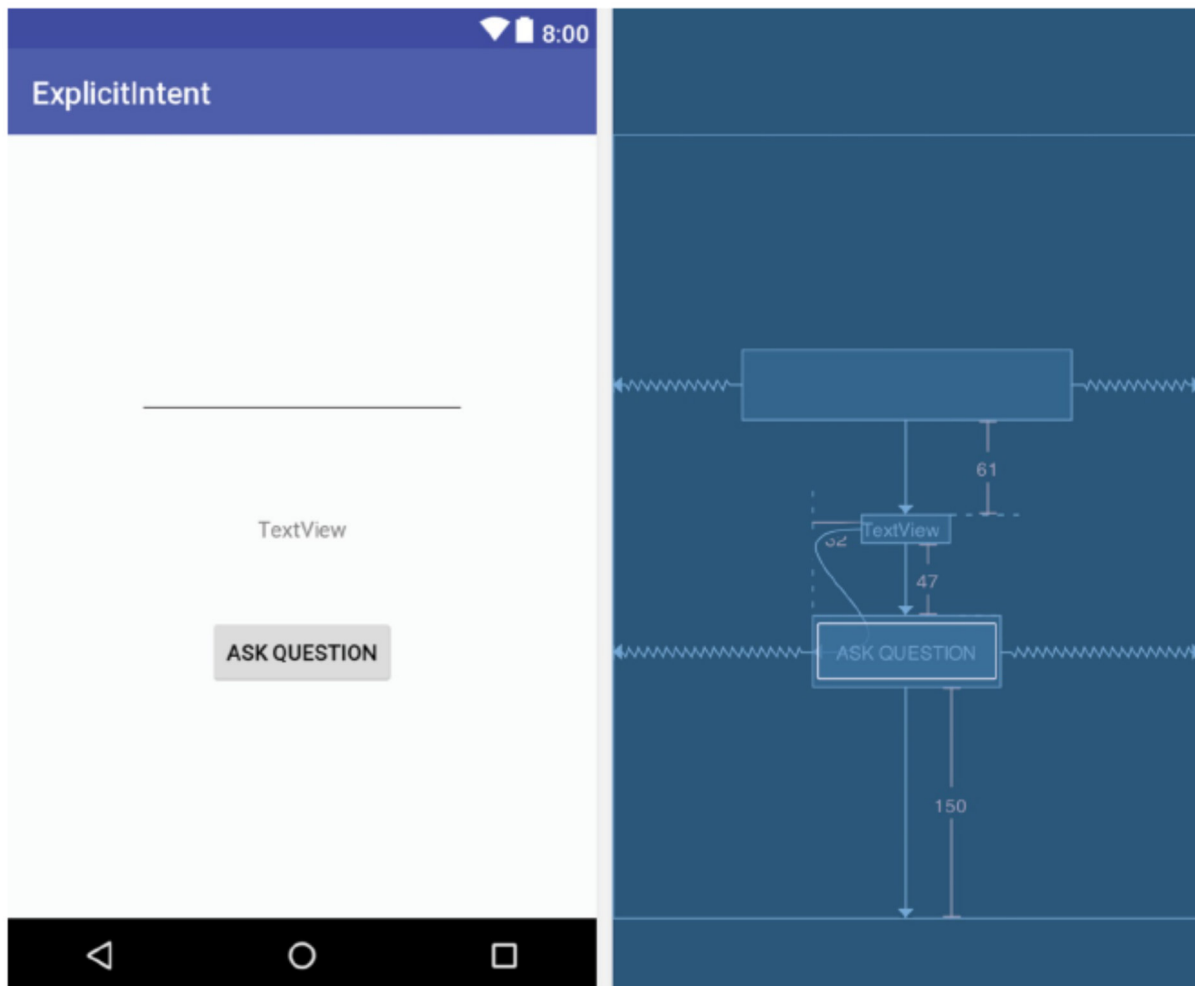 8:00
ExplicitIntent
TextView
ASK QUESTION
61
TextView
47
ASK QUESTION
150